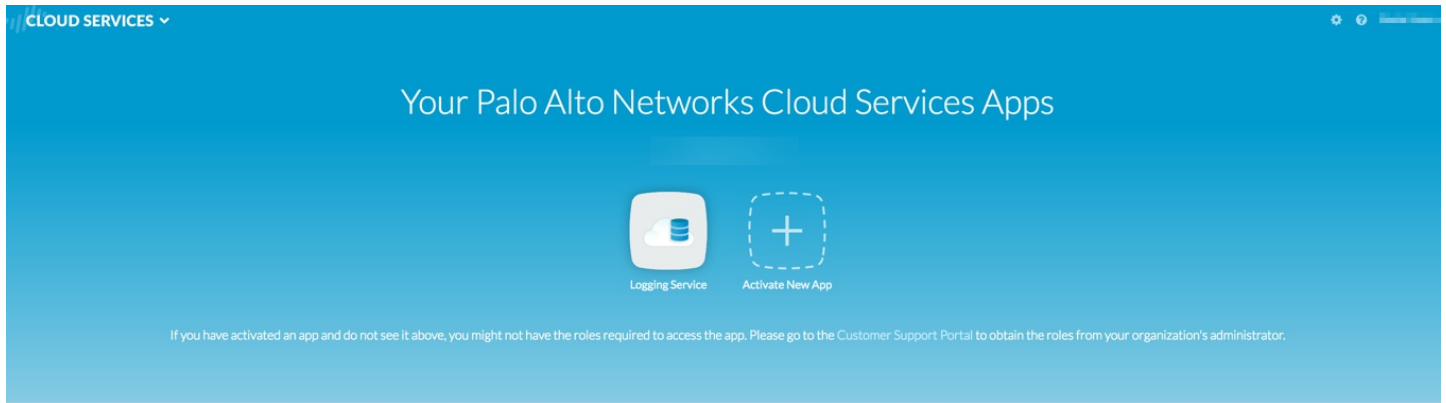 CLOUD SERVICES
Your Palo Alto Networks Cloud Services Apps
Logging Service
Activate New App
If you have activated an app and do not see it above, you might not have the roles required to access the app. Please go to the Customer Support Portal to obtain the roles from your organization's administrator.